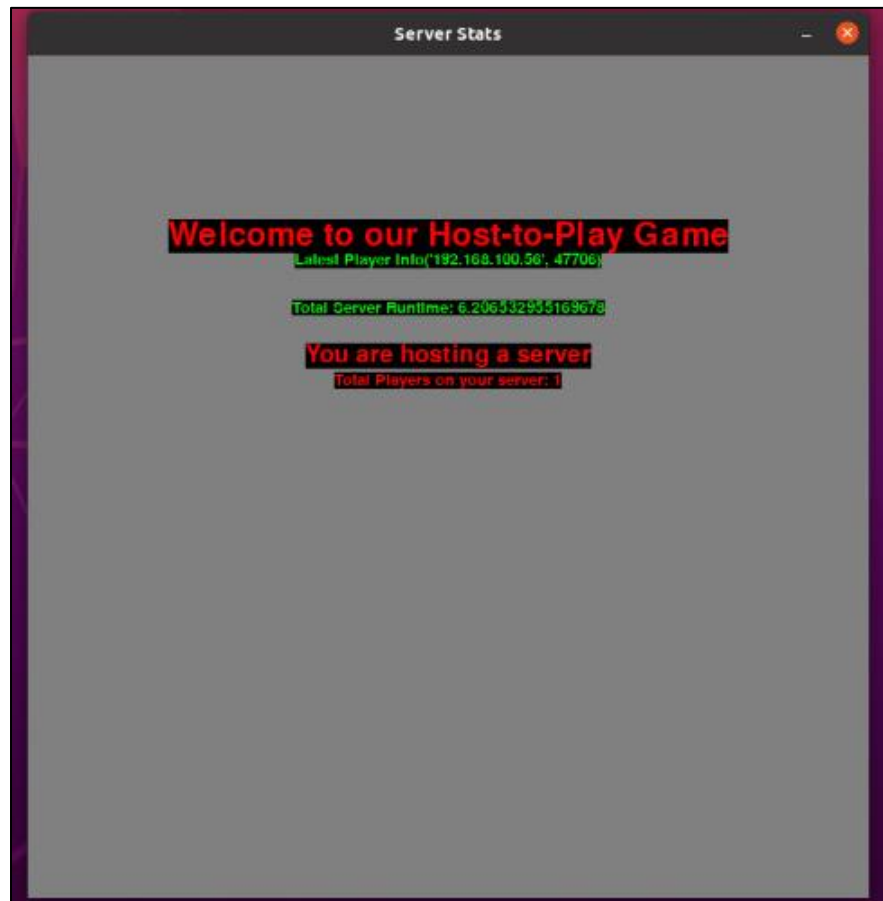 Server Stats
Welcome to our Host-to-Play Game
Latest Player Info('192.168.100.56', 47706)
Total Server Runtime: 6.206532955169678
You are hosting a server
Total Players on your server: 1